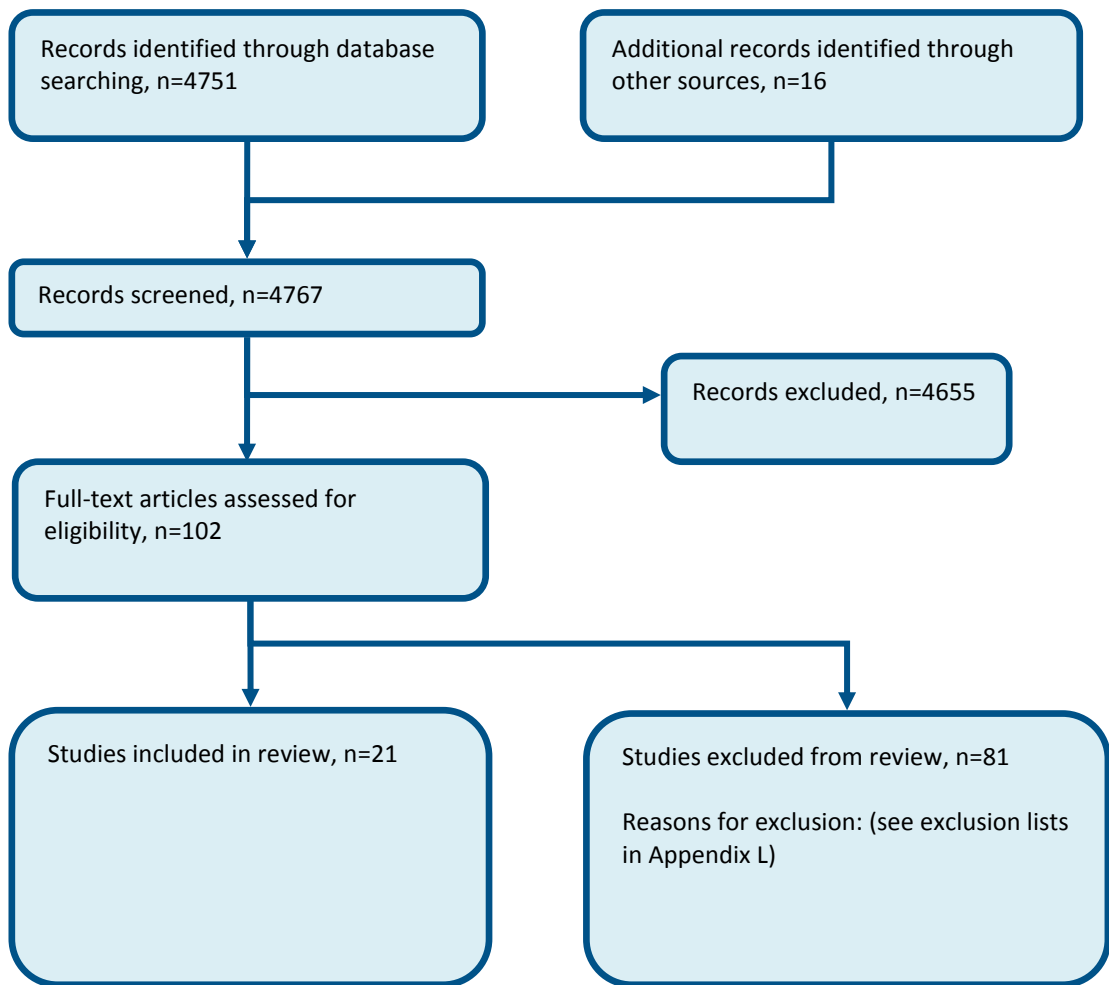 Records identified through database
searching, n=4751
Additional records identified through
other sources, n=16
Records screened, n=4767
Records excluded, n=4655
Full-text articles assessed for
eligibility, n=102
Studies included in review, n=21
Studies excluded from review, n=81
Reasons for exclusion: (see exclusion lists
in Appendix L)